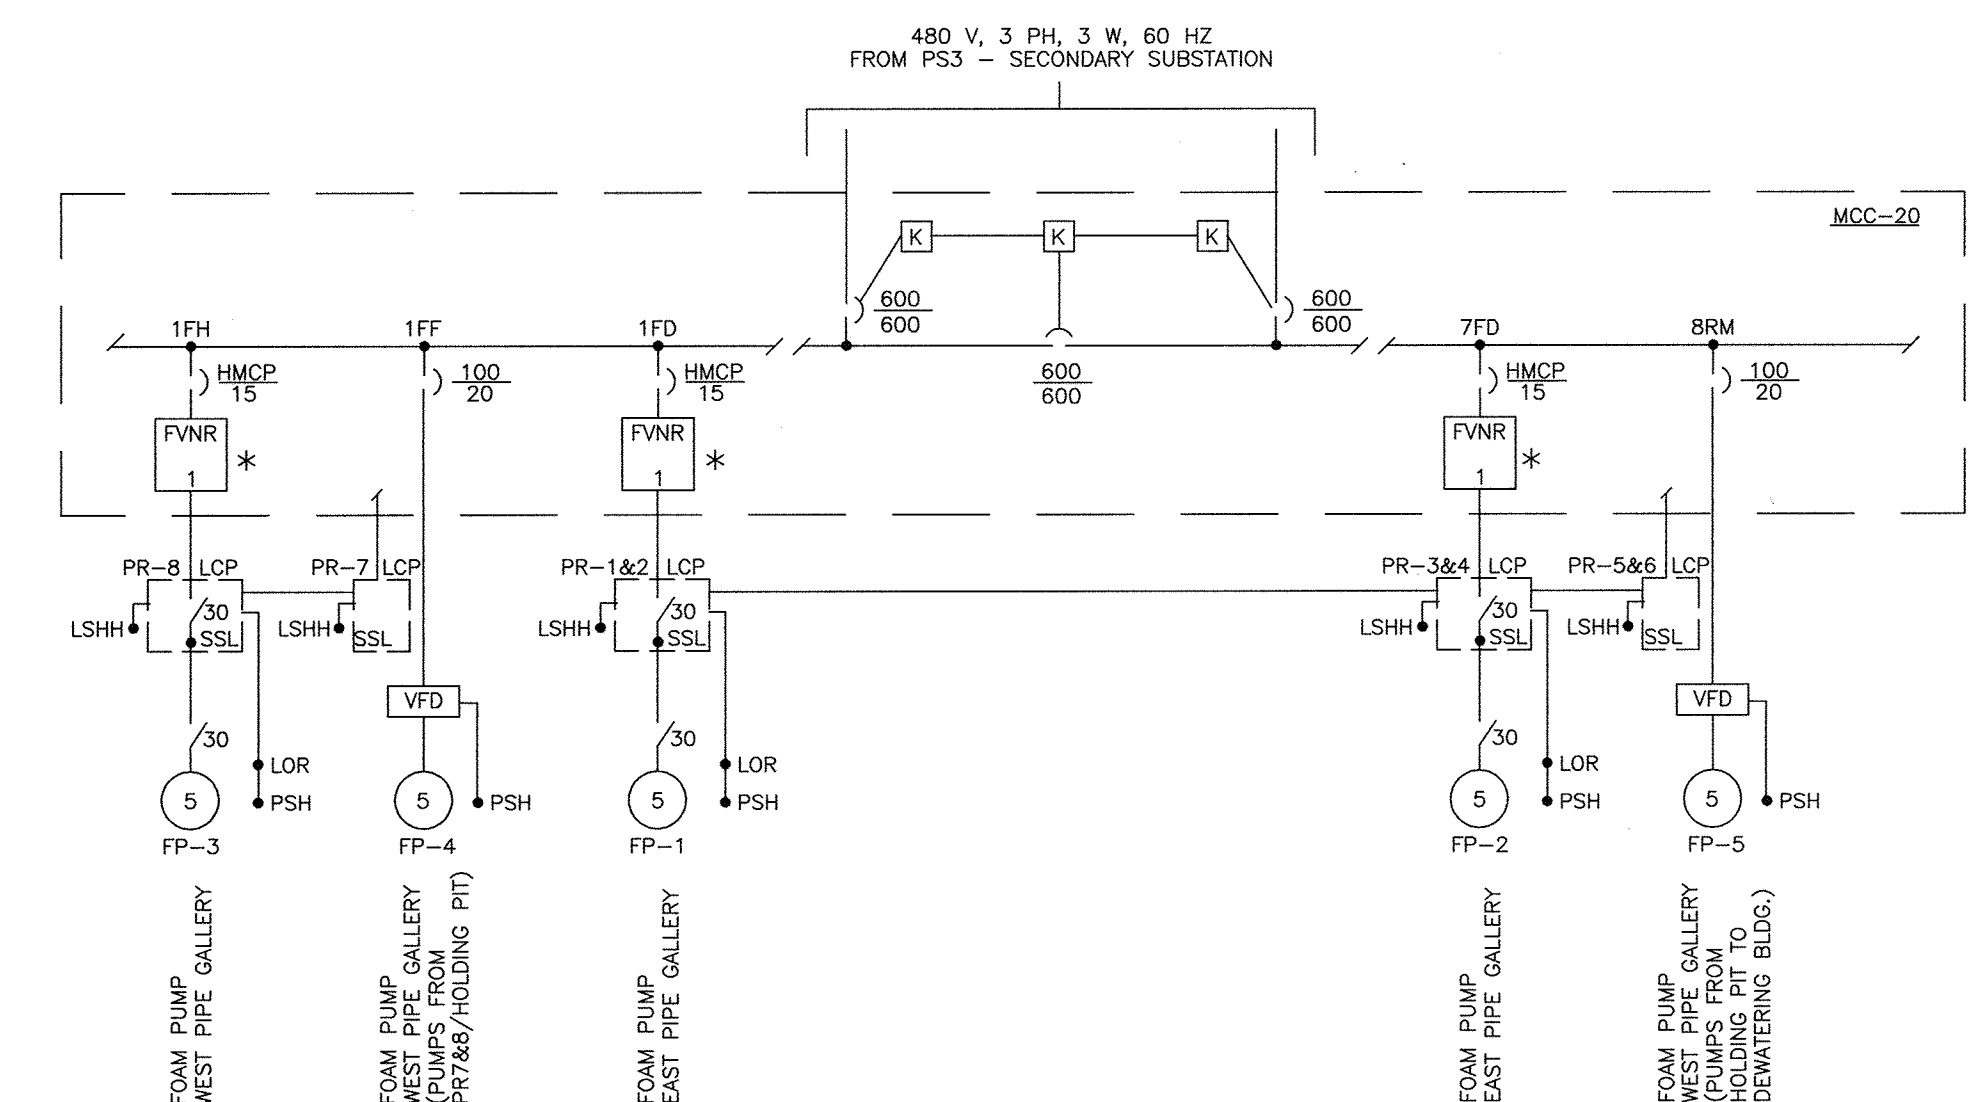 480 V, 3 PH, 3 W, 60 HZ
FROM PS3 – SECONDARY SUBSTATION
MCC–20
K
K
K
600
600
600
600
600
600
1FH
1FF
1FD
7FD
8RM
HMCP
15
100
20
HMCP
15
HMCP
15
100
20
FVNR
1
*
FVNR
1
*
FVNR
1
*
PR–8
LCP
PR–7
LCP
PR–1&2
LCP
PR–3&4
LCP
PR–5&6
LCP
LSHH
30
SSL
LSHH
SSL
LSHH
30
SSL
LSHH
30
SSL
LSHH
SSL
VFD
VFD
30
30
30
LOR
LOR
LOR
5
PSH
5
PSH
5
PSH
5
PSH
5
PSH
FP–3
FP–4
FP–1
FP–2
FP–5
FOAM PUMP
WEST PIPE GALLERY
FOAM PUMP
WEST PIPE GALLERY
(PUMPS FROM
PR7&8/HOLDING PIT)
FOAM PUMP
EAST PIPE GALLERY
FOAM PUMP
EAST PIPE GALLERY
FOAM PUMP
WEST PIPE GALLERY
(PUMPS FROM
HOLDING PIT TO
DEWATERING BLDG.)